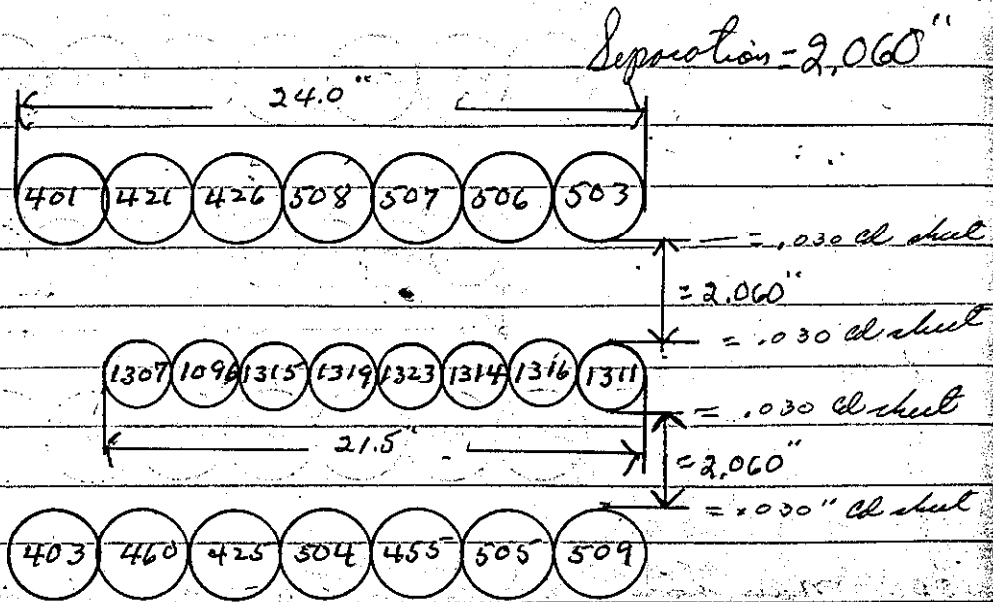 Separation = 2,060"
24.0"
401 421 426 508 507 506 503
= .030 cd sheet
= 2.060"
= .030 cd sheet
1307 1096 1315 1319 1323 1314 1316 1311
= .030 cd sheet
21.5"
= 2,060"
= .030" cd sheet
403 460 425 504 455 505 509